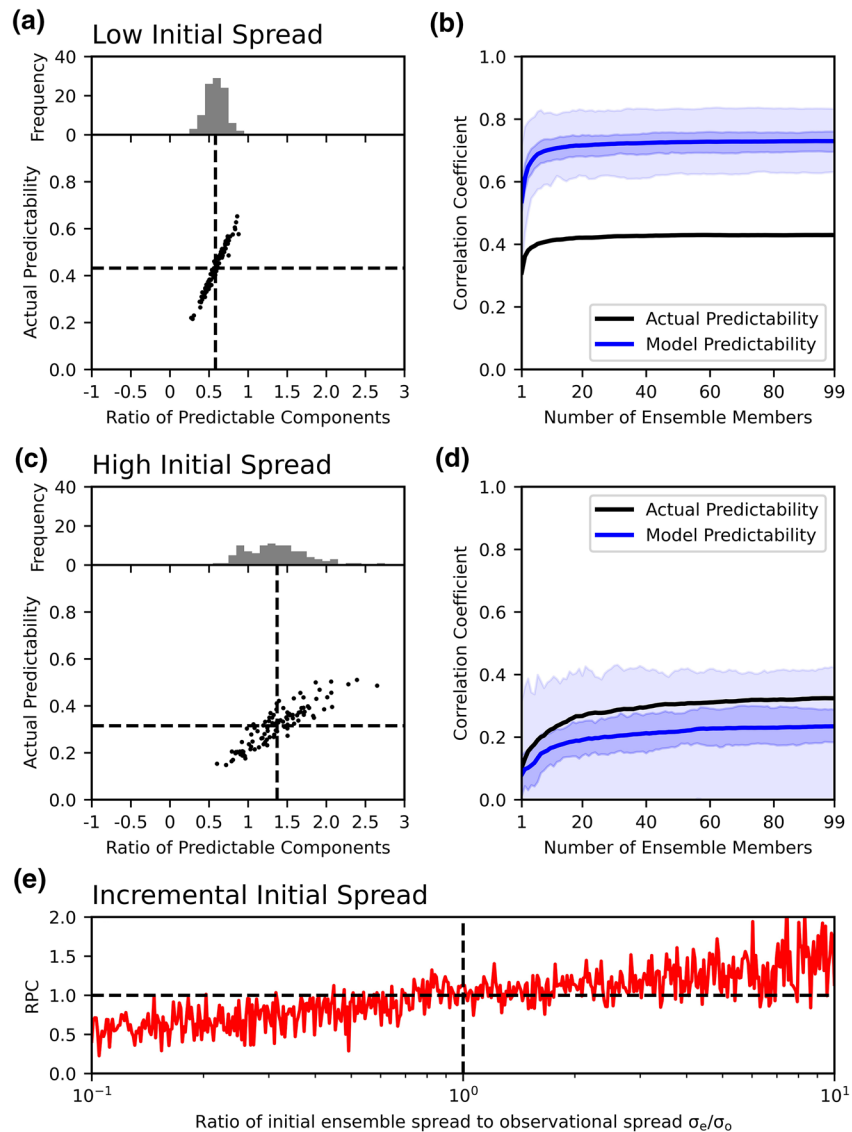 (a)
Low Initial Spread
Frequency
40
20
0
Actual Predictability
0.8
0.6
0.4
0.2
0.0
-1 -0.5 0 0.5 1 1.5 2.0 2.5 3
Ratio of Predictable Components
(b)
Correlation Coefficient
1.0
0.8
0.6
0.4
0.2
0.0
Actual Predictability
Model Predictability
1 20 40 60 80 99
Number of Ensemble Members
(c)
High Initial Spread
Frequency
40
20
0
Actual Predictability
0.8
0.6
0.4
0.2
0.0
-1 -0.5 0 0.5 1 1.5 2.0 2.5 3
Ratio of Predictable Components
(d)
Correlation Coefficient
1.0
0.8
0.6
0.4
0.2
0.0
Actual Predictability
Model Predictability
1 20 40 60 80 99
Number of Ensemble Members
(e)
Incremental Initial Spread
RPC
2.0
1.5
1.0
0.5
0.0
10⁻¹ 10⁰ 10¹
Ratio of initial ensemble spread to observational spread σₑ/σₒ